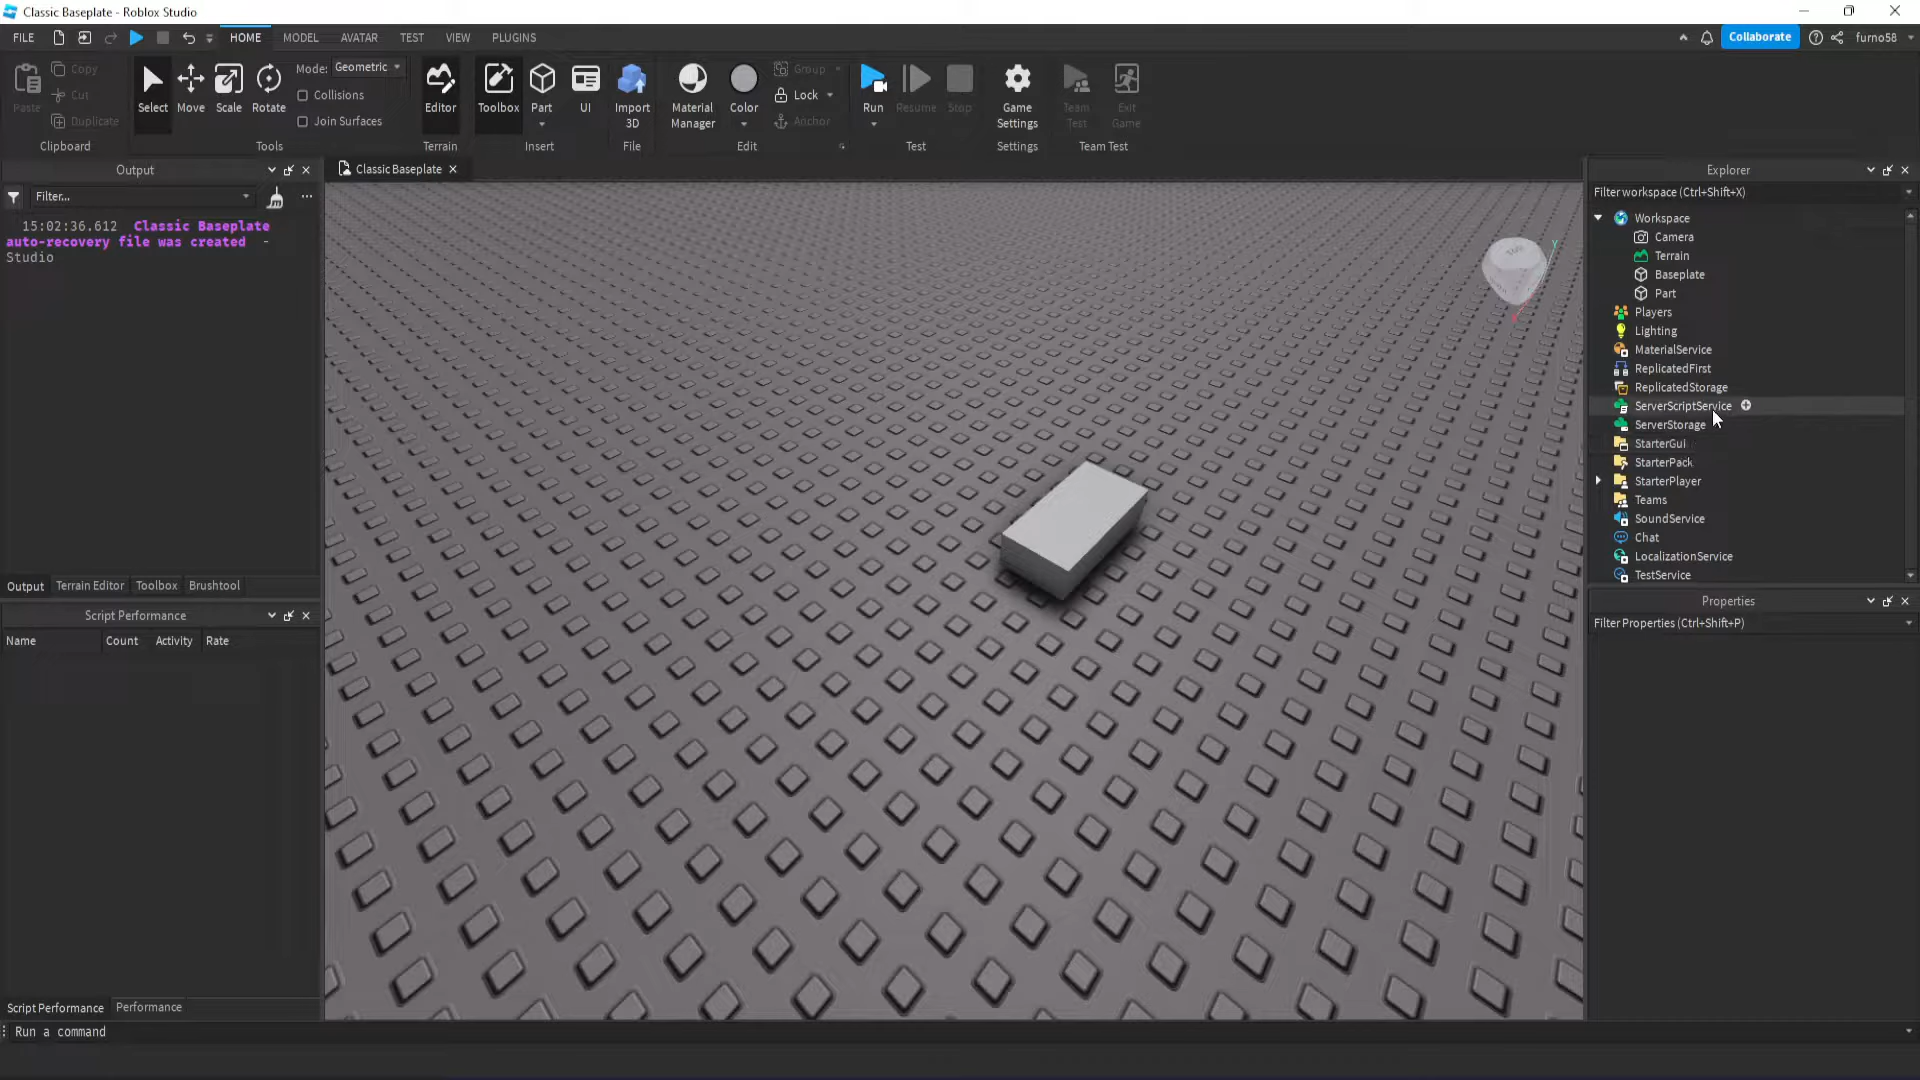 Classic Baseplate - Roblox Studio
FILE
HOME
MODEL
AVATAR
TEST
VIEW
PLUGINS
Collaborate
furno58
Paste
Copy
Cut
Duplicate
Clipboard
Select
Move
Scale
Rotate
Mode: Geometric
Collisions
Join Surfaces
Tools
Editor
Terrain
Toolbox
Part
UI
Insert
Import
3D
File
Material
Manager
Color
Group
Lock
Anchor
Edit
Run
Resume
Stop
Test
Game
Settings
Settings
Team
Test
Exit
Game
Team Test
Output
Filter...
15:02:36.612 Classic Baseplate
auto-recovery file was created -
Studio
Output
Terrain Editor
Toolbox
Brushtool
Script Performance
Name
Count
Activity
Rate
Script Performance
Performance
Run a command
Classic Baseplate
Top
Y
X
Explorer
Filter workspace (Ctrl+Shift+X)
Workspace
Camera
Terrain
Baseplate
Part
Players
Lighting
MaterialService
ReplicatedFirst
ReplicatedStorage
ServerScriptService
ServerStorage
StarterGui
StarterPack
StarterPlayer
Teams
SoundService
Chat
LocalizationService
TestService
Properties
Filter Properties (Ctrl+Shift+P)